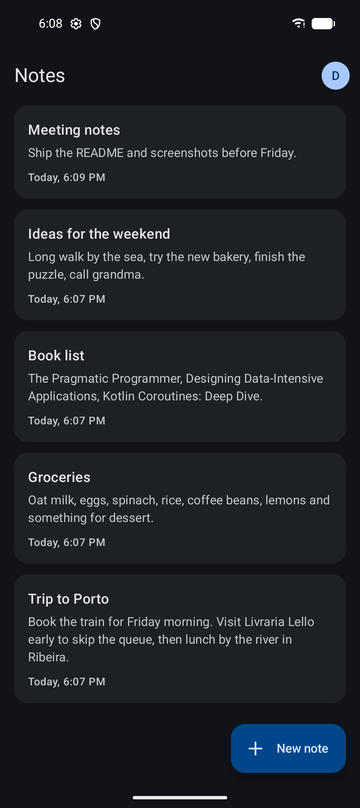 6:08
Notes
D
Meeting notes
Ship the README and screenshots before Friday.
Today, 6:09 PM
Ideas for the weekend
Long walk by the sea, try the new bakery, finish the
puzzle, call grandma.
Today, 6:07 PM
Book list
The Pragmatic Programmer, Designing Data-Intensive
Applications, Kotlin Coroutines: Deep Dive.
Today, 6:07 PM
Groceries
Oat milk, eggs, spinach, rice, coffee beans, lemons and
something for dessert.
Today, 6:07 PM
Trip to Porto
Book the train for Friday morning. Visit Livraria Lello
early to skip the queue, then lunch by the river in
Ribeira.
Today, 6:07 PM
New note